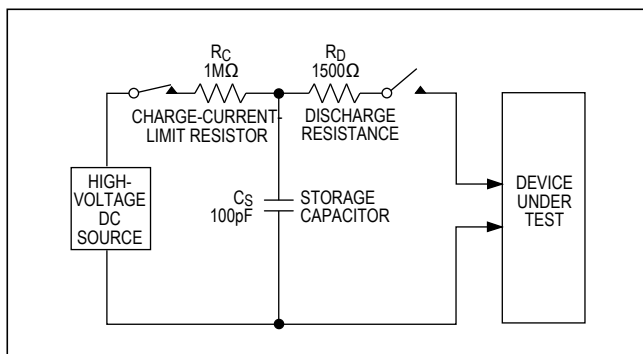 RC
1MΩ
CHARGE-CURRENT-
LIMIT RESISTOR
RD
1500Ω
DISCHARGE
RESISTANCE
HIGH-
VOLTAGE
DC
SOURCE
CS
100pF
STORAGE
CAPACITOR
DEVICE
UNDER
TEST